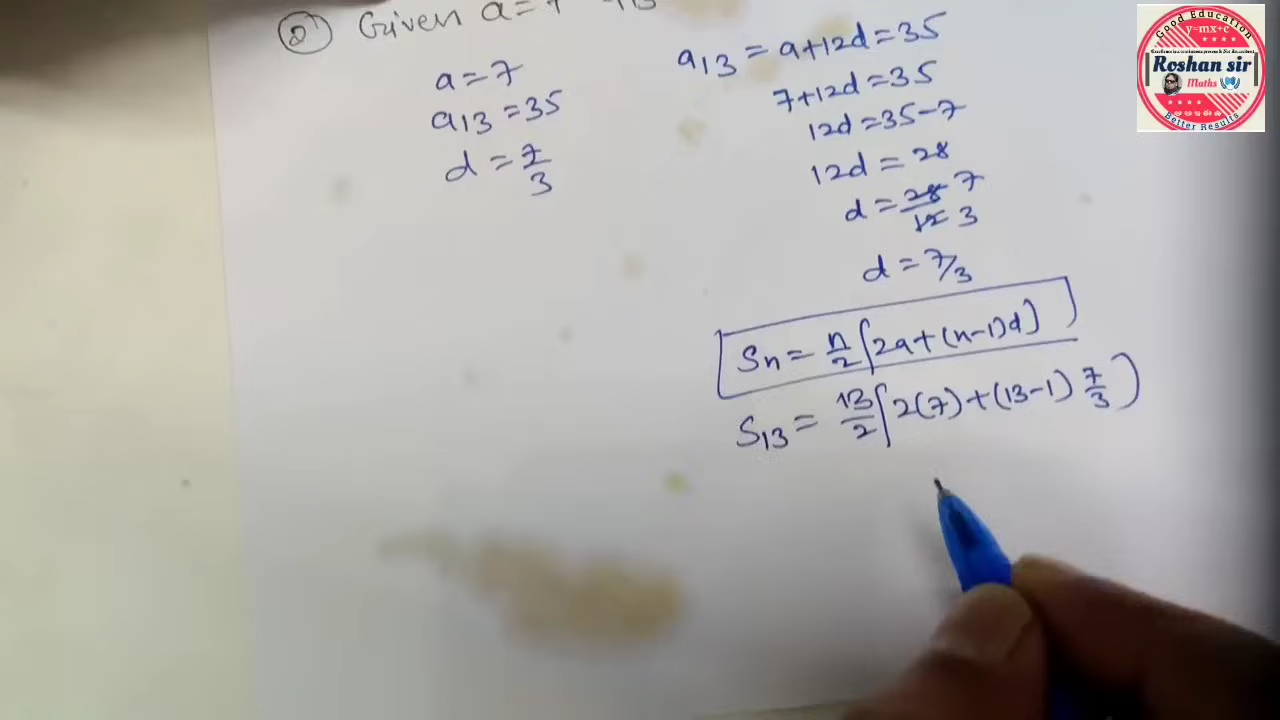 ② Given a=7
a=7
a13=35
d=7/3
a13=a+12d=35
7+12d=35
12d=35-7
12d=28
d=28/12 7/3
d=7/3
Sn=n/2[2a+(n-1)d]
S13=13/2[2(7)+(13-1)7/3)
Good Education
y=mx+c
Roshan sir
Maths
Better Results